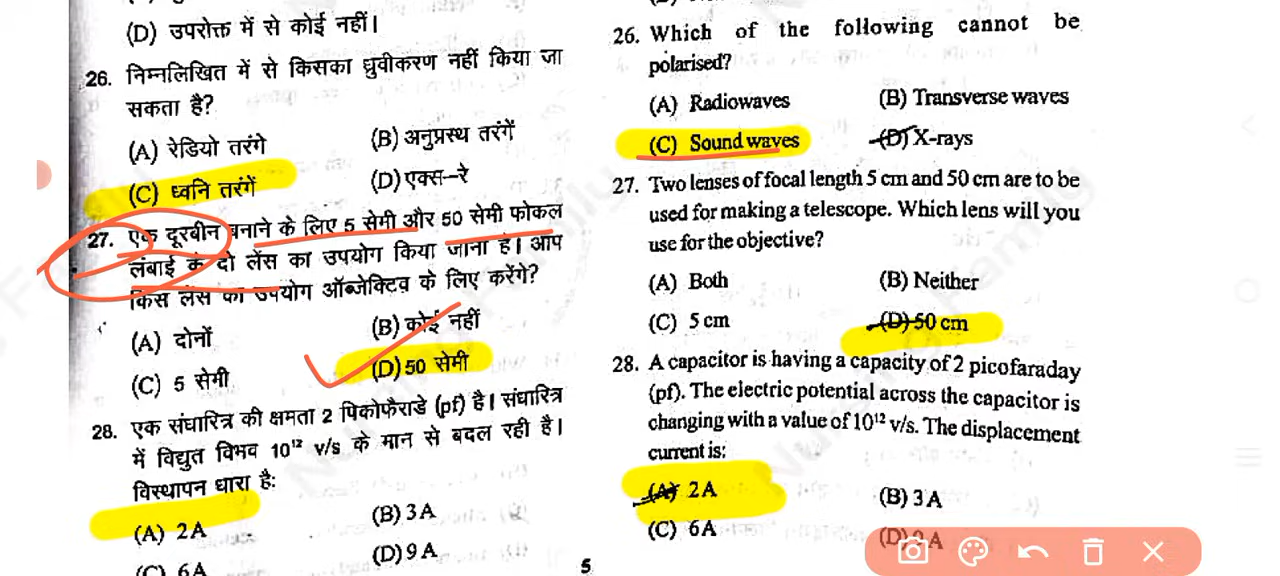 (D) उपरोक्त में से कोई नहीं।
26. निम्नलिखित में से किसका ध्रुवीकरण नहीं किया जा
सकता है?
(A) रेडियो तरंगे
(B) अनुप्रस्थ तरंगें
(C) ध्वनि तरंगें
(D) एक्स-रे
27. एक दूरबीन बनाने के लिए 5 सेमी और 50 सेमी फोकल
लंबाई के दो लेंस का उपयोग किया जाना है। आप
किस लेंस का उपयोग ऑब्जेक्टिव के लिए करेंगे?
(A) दोनों
(B) कोई नहीं
(C) 5 सेमी
(D) 50 सेमी
28. एक संधारित्र की क्षमता 2 पिकोफैराडे (pf) है। संधारित्र
में विद्युत विभव 10¹² v/s के मान से बदल रही है।
विस्थापन धारा है:
(A) 2A
(B) 3A
(C) 6A
(D) 9A
26. Which of the following cannot be
polarised?
(A) Radiowaves
(B) Transverse waves
(C) Sound waves
(D) X-rays
27. Two lenses of focal length 5 cm and 50 cm are to be
used for making a telescope. Which lens will you
use for the objective?
(A) Both
(B) Neither
(C) 5 cm
(D) 50 cm
28. A capacitor is having a capacity of 2 picofaraday
(pf). The electric potential across the capacitor is
changing with a value of 10¹² v/s. The displacement
current is:
(A) 2A
(B) 3A
(C) 6A
5